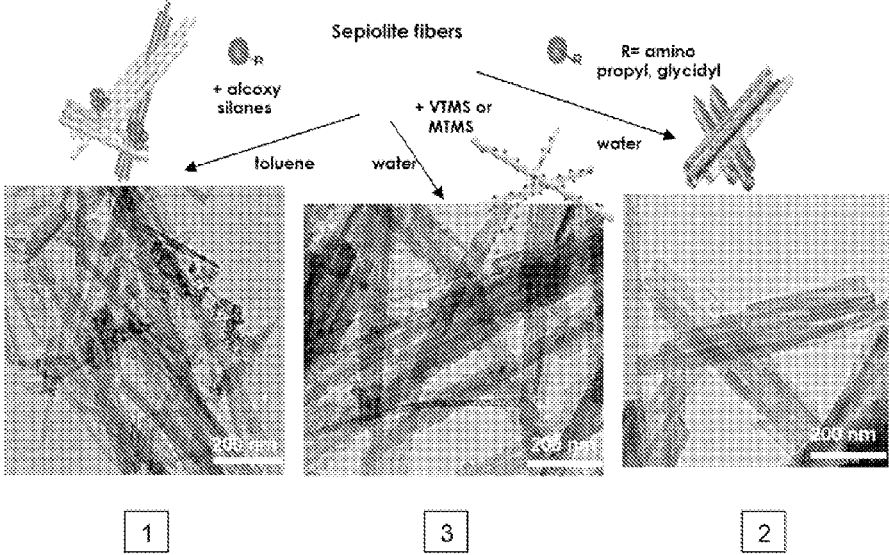 Sepiolite fibers
R
+ alcoxy
silanes
R
R= amino
propyl, glycidyl
+ VTMS or
MTMS
toluene
water
water
200 nm
200 nm
200 nm
1
3
2